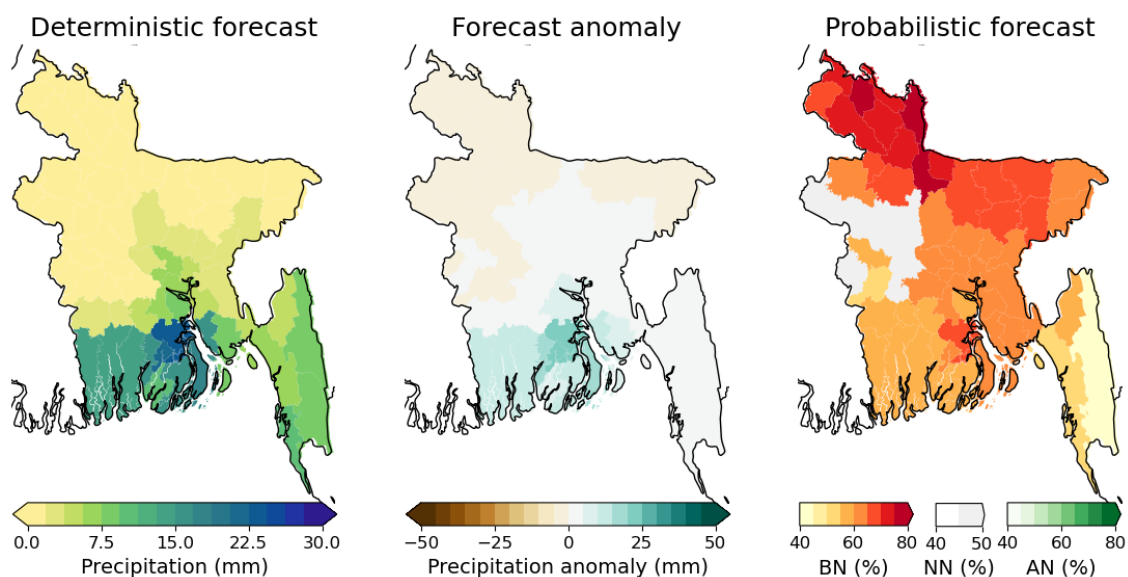 Deterministic forecast
Forecast anomaly
Probabilistic forecast
0.0 7.5 15.0 22.5 30.0
Precipitation (mm)
−50 −25 0 25 50
Precipitation anomaly (mm)
40 60 80
BN (%)
40 50
NN (%)
40 60 80
AN (%)